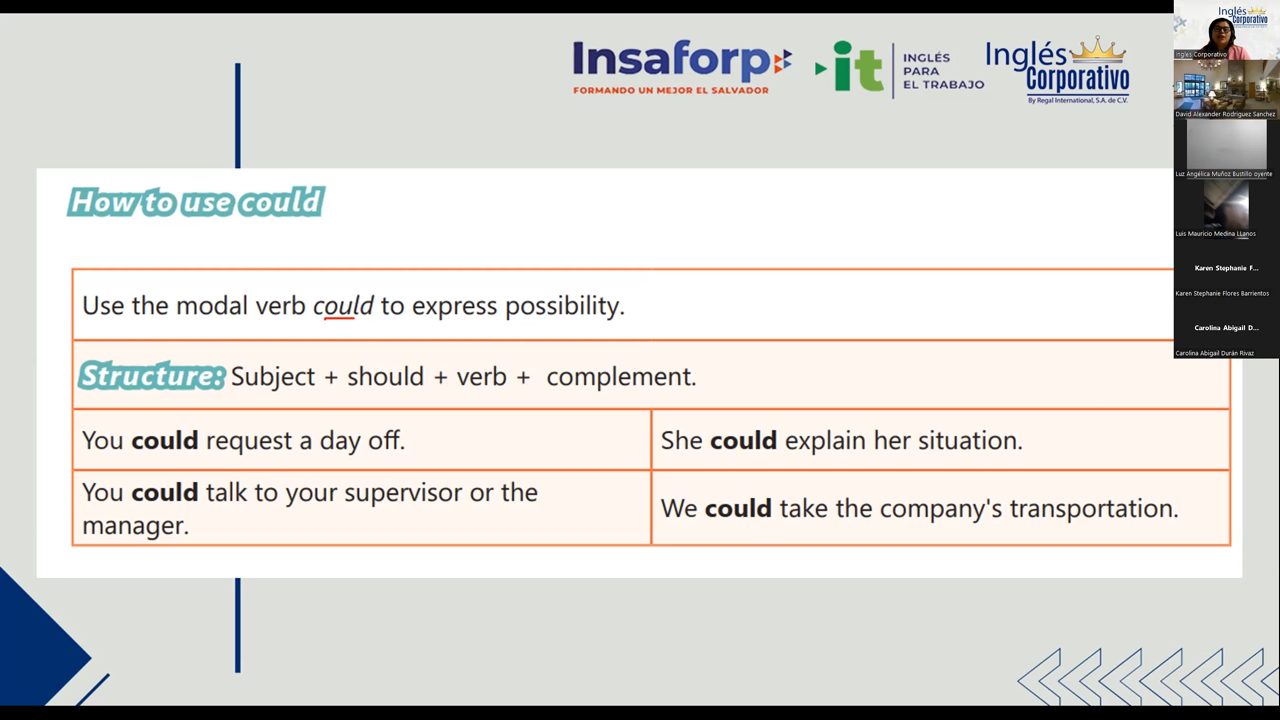 Insaforp
FORMANDO UN MEJOR EL SALVADOR
it
INGLÉS
PARA
EL TRABAJO
Inglés
Corporativo
By Regal International, S.A. de C.V.
How to use could
Use the modal verb could to express possibility.
Structure: Subject + should + verb + complement.
You could request a day off.
She could explain her situation.
You could talk to your supervisor or the
manager.
We could take the company's transportation.
Inglés
Corporativo
Inglés Corporativo
David Alexander Rodriguez Sanchez
Luz Angélica Muñoz Bustillo oyente
Luis Mauricio Medina LLanos
Karen Stephanie F...
Karen Stephanie Flores Barrientos
Carolina Abigail D...
Carolina Abigail Durán Rivaz